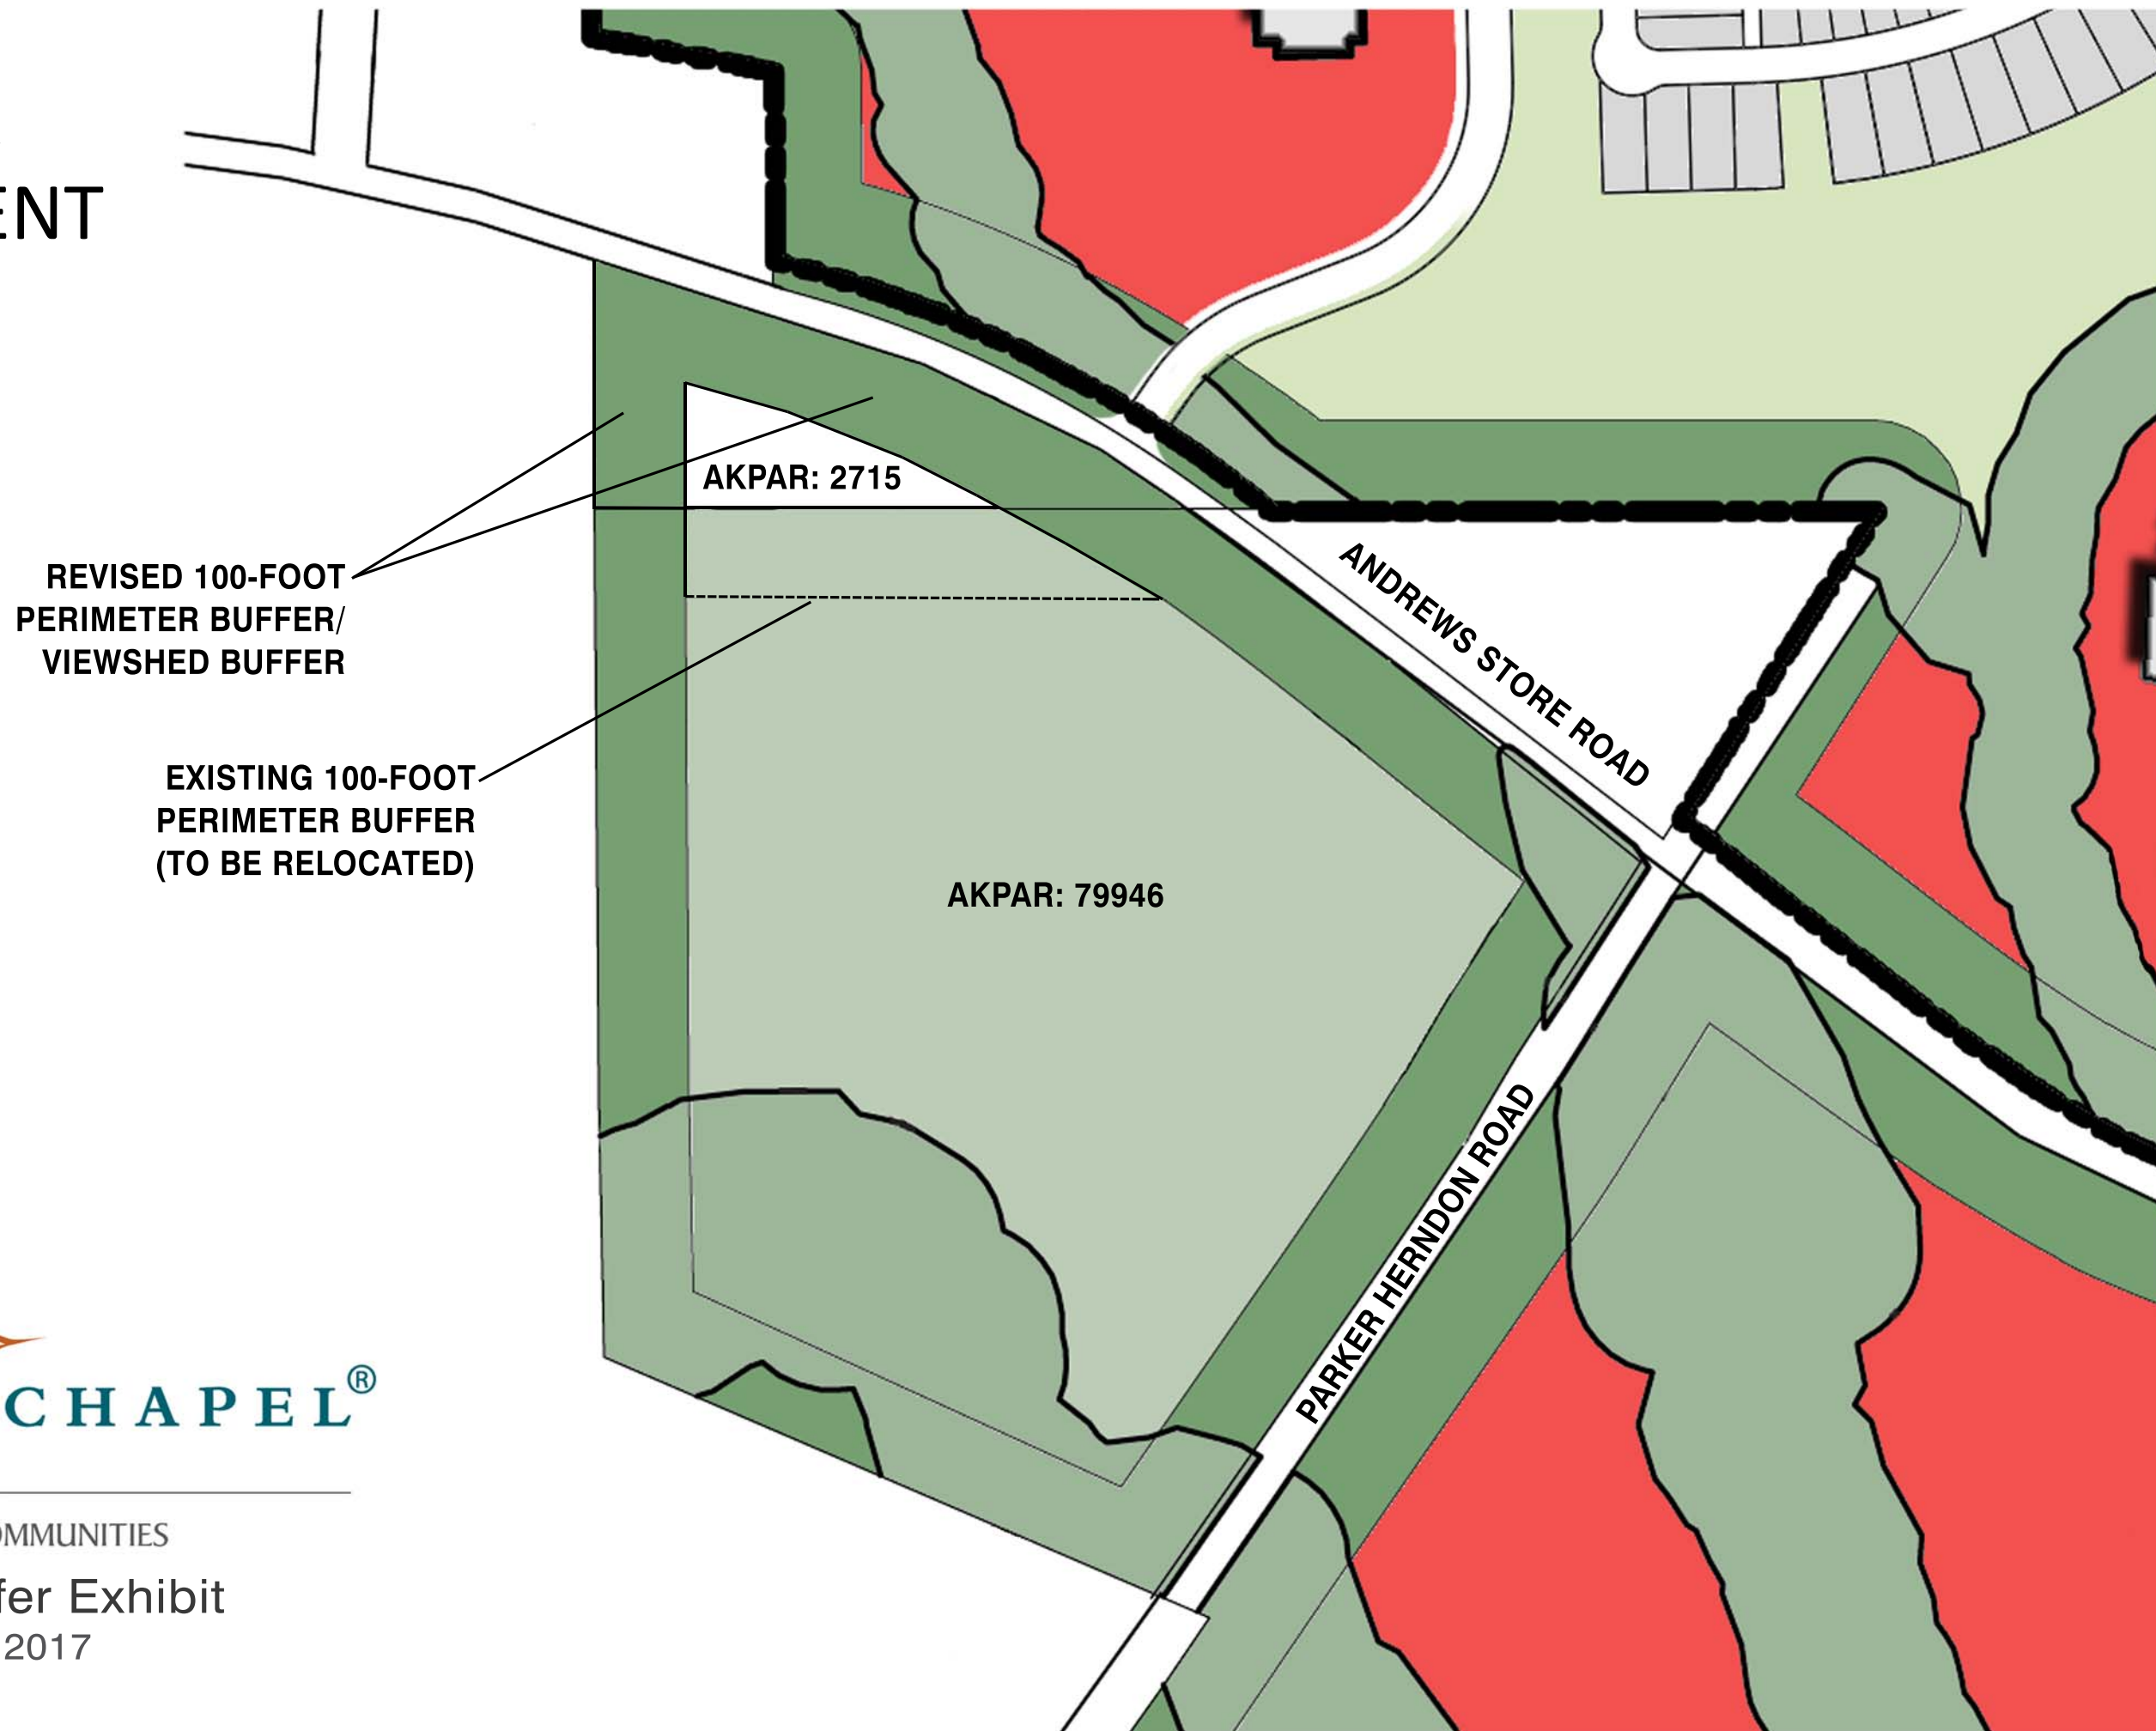 ENT
AKPAR: 2715
REVISED 100-FOOT
PERIMETER BUFFER/
VIEWSHED BUFFER
ANDREWS STORE ROAD
EXISTING 100-FOOT
PERIMETER BUFFER
(TO BE RELOCATED)
AKPAR: 79946
PARKER HERNDON ROAD
CHAPEL®
OMMUNITIES
fer Exhibit
2017